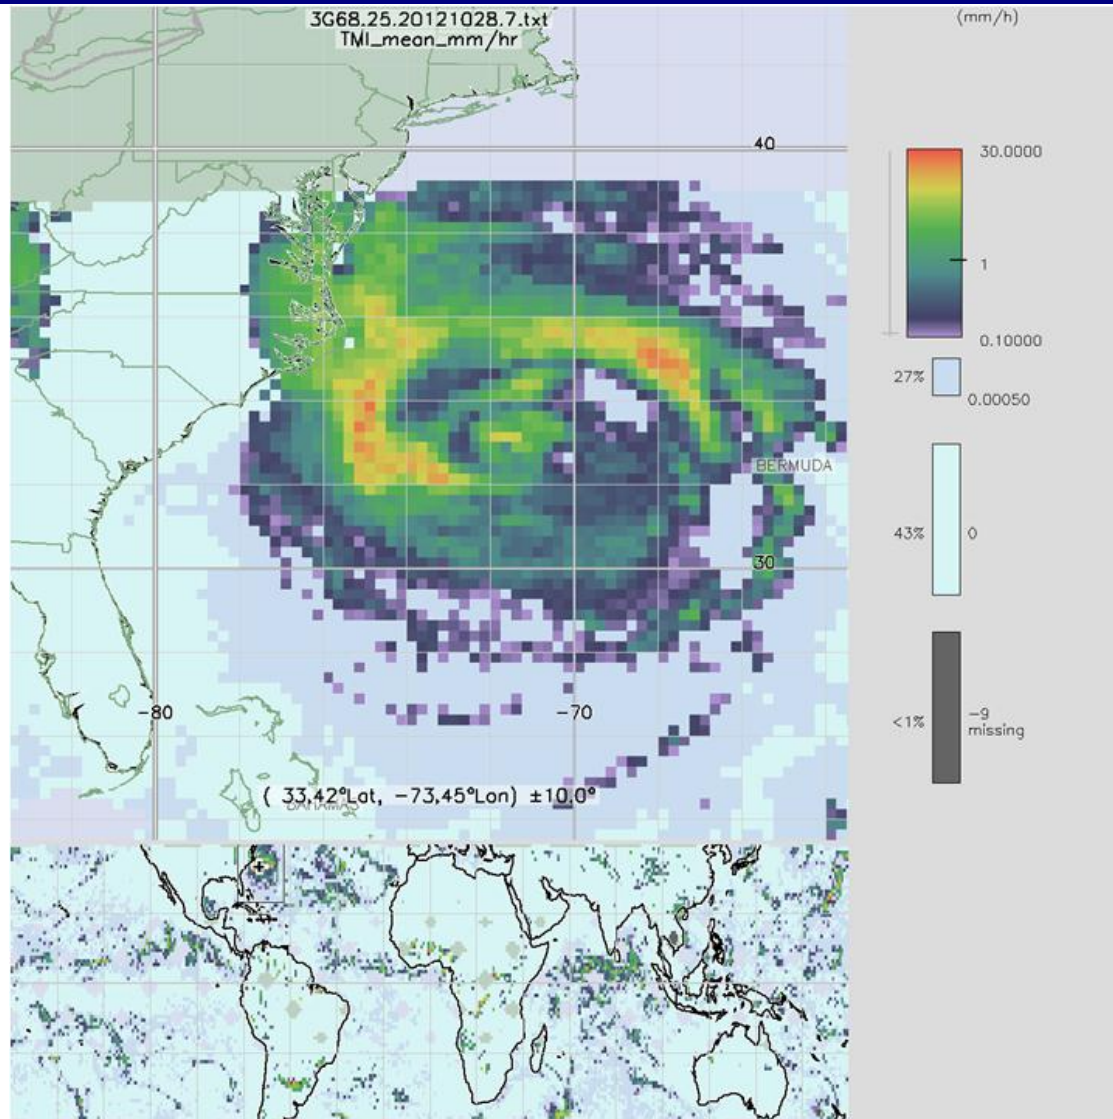 3G68.25.20121028.7.txt
TMI_mean_mm/hr
(mm/h)
40
30.0000
1
0.10000
27%
0.00050
BERMUDA
43%
0
30
-80
-70
<1%
-9
missing
( 33,42°Lat, -73,45°Lon) ±10.0°
BAHAMAS